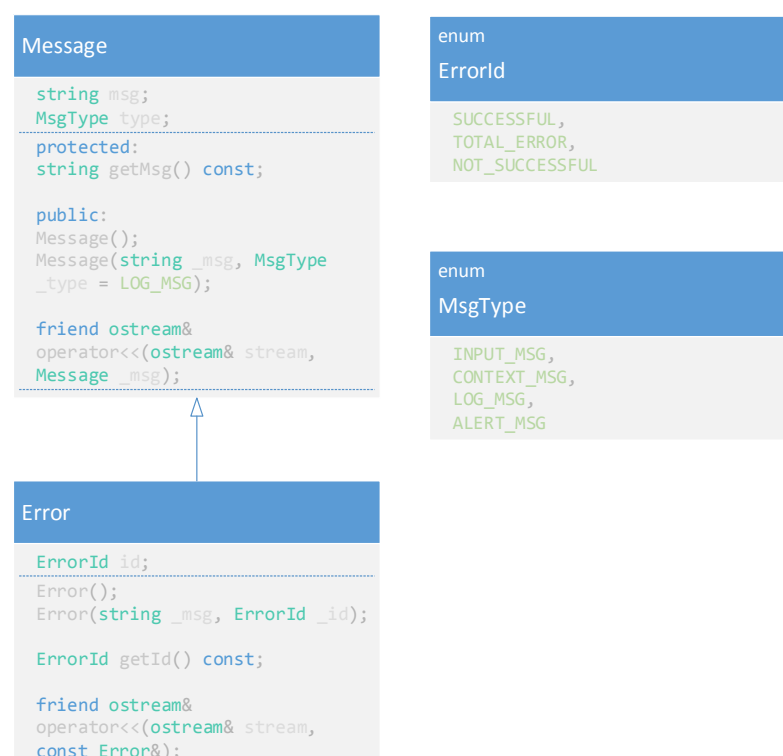 Message
string msg;
MsgType type;
protected:
string getMsg() const;
public:
Message();
Message(string _msg, MsgType
_type = LOG_MSG);
friend ostream&
operator<<(ostream& stream,
Message _msg);
Error
ErrorId id;
Error();
Error(string _msg, ErrorId _id);
ErrorId getId() const;
friend ostream&
operator<<(ostream& stream,
const Error&);
enum
ErrorId
SUCCESSFUL,
TOTAL_ERROR,
NOT_SUCCESSFUL
enum
MsgType
INPUT_MSG,
CONTEXT_MSG,
LOG_MSG,
ALERT_MSG